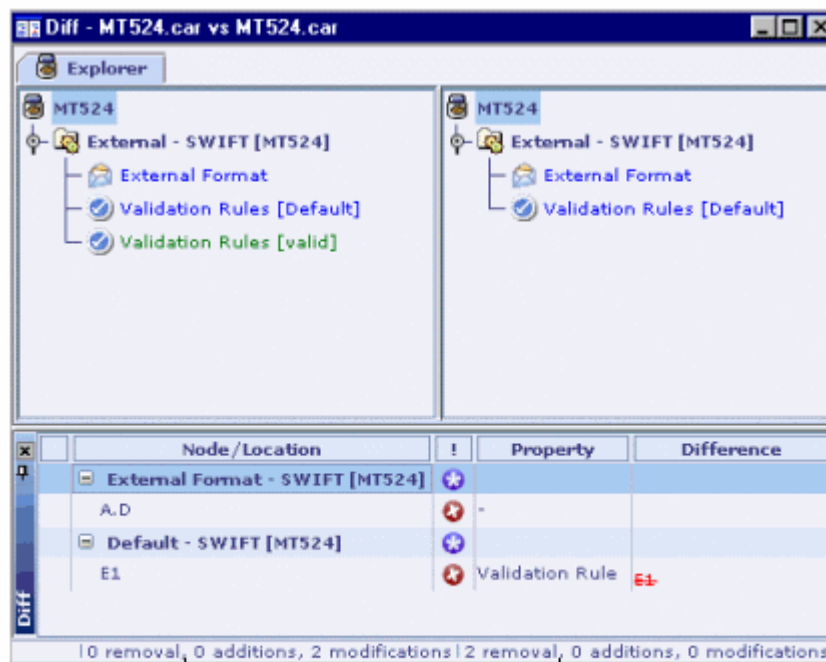 Diff - MT524.car vs MT524.car
Explorer
MT524
External - SWIFT [MT524]
External Format
Validation Rules [Default]
Validation Rules [valid]
MT524
External - SWIFT [MT524]
External Format
Validation Rules [Default]
Node/Location ! Property Difference
External Format - SWIFT [MT524]
A.D -
Default - SWIFT [MT524]
E1 Validation Rule E1
Diff
0 removal, 0 additions, 2 modifications 2 removal, 0 additions, 0 modifications